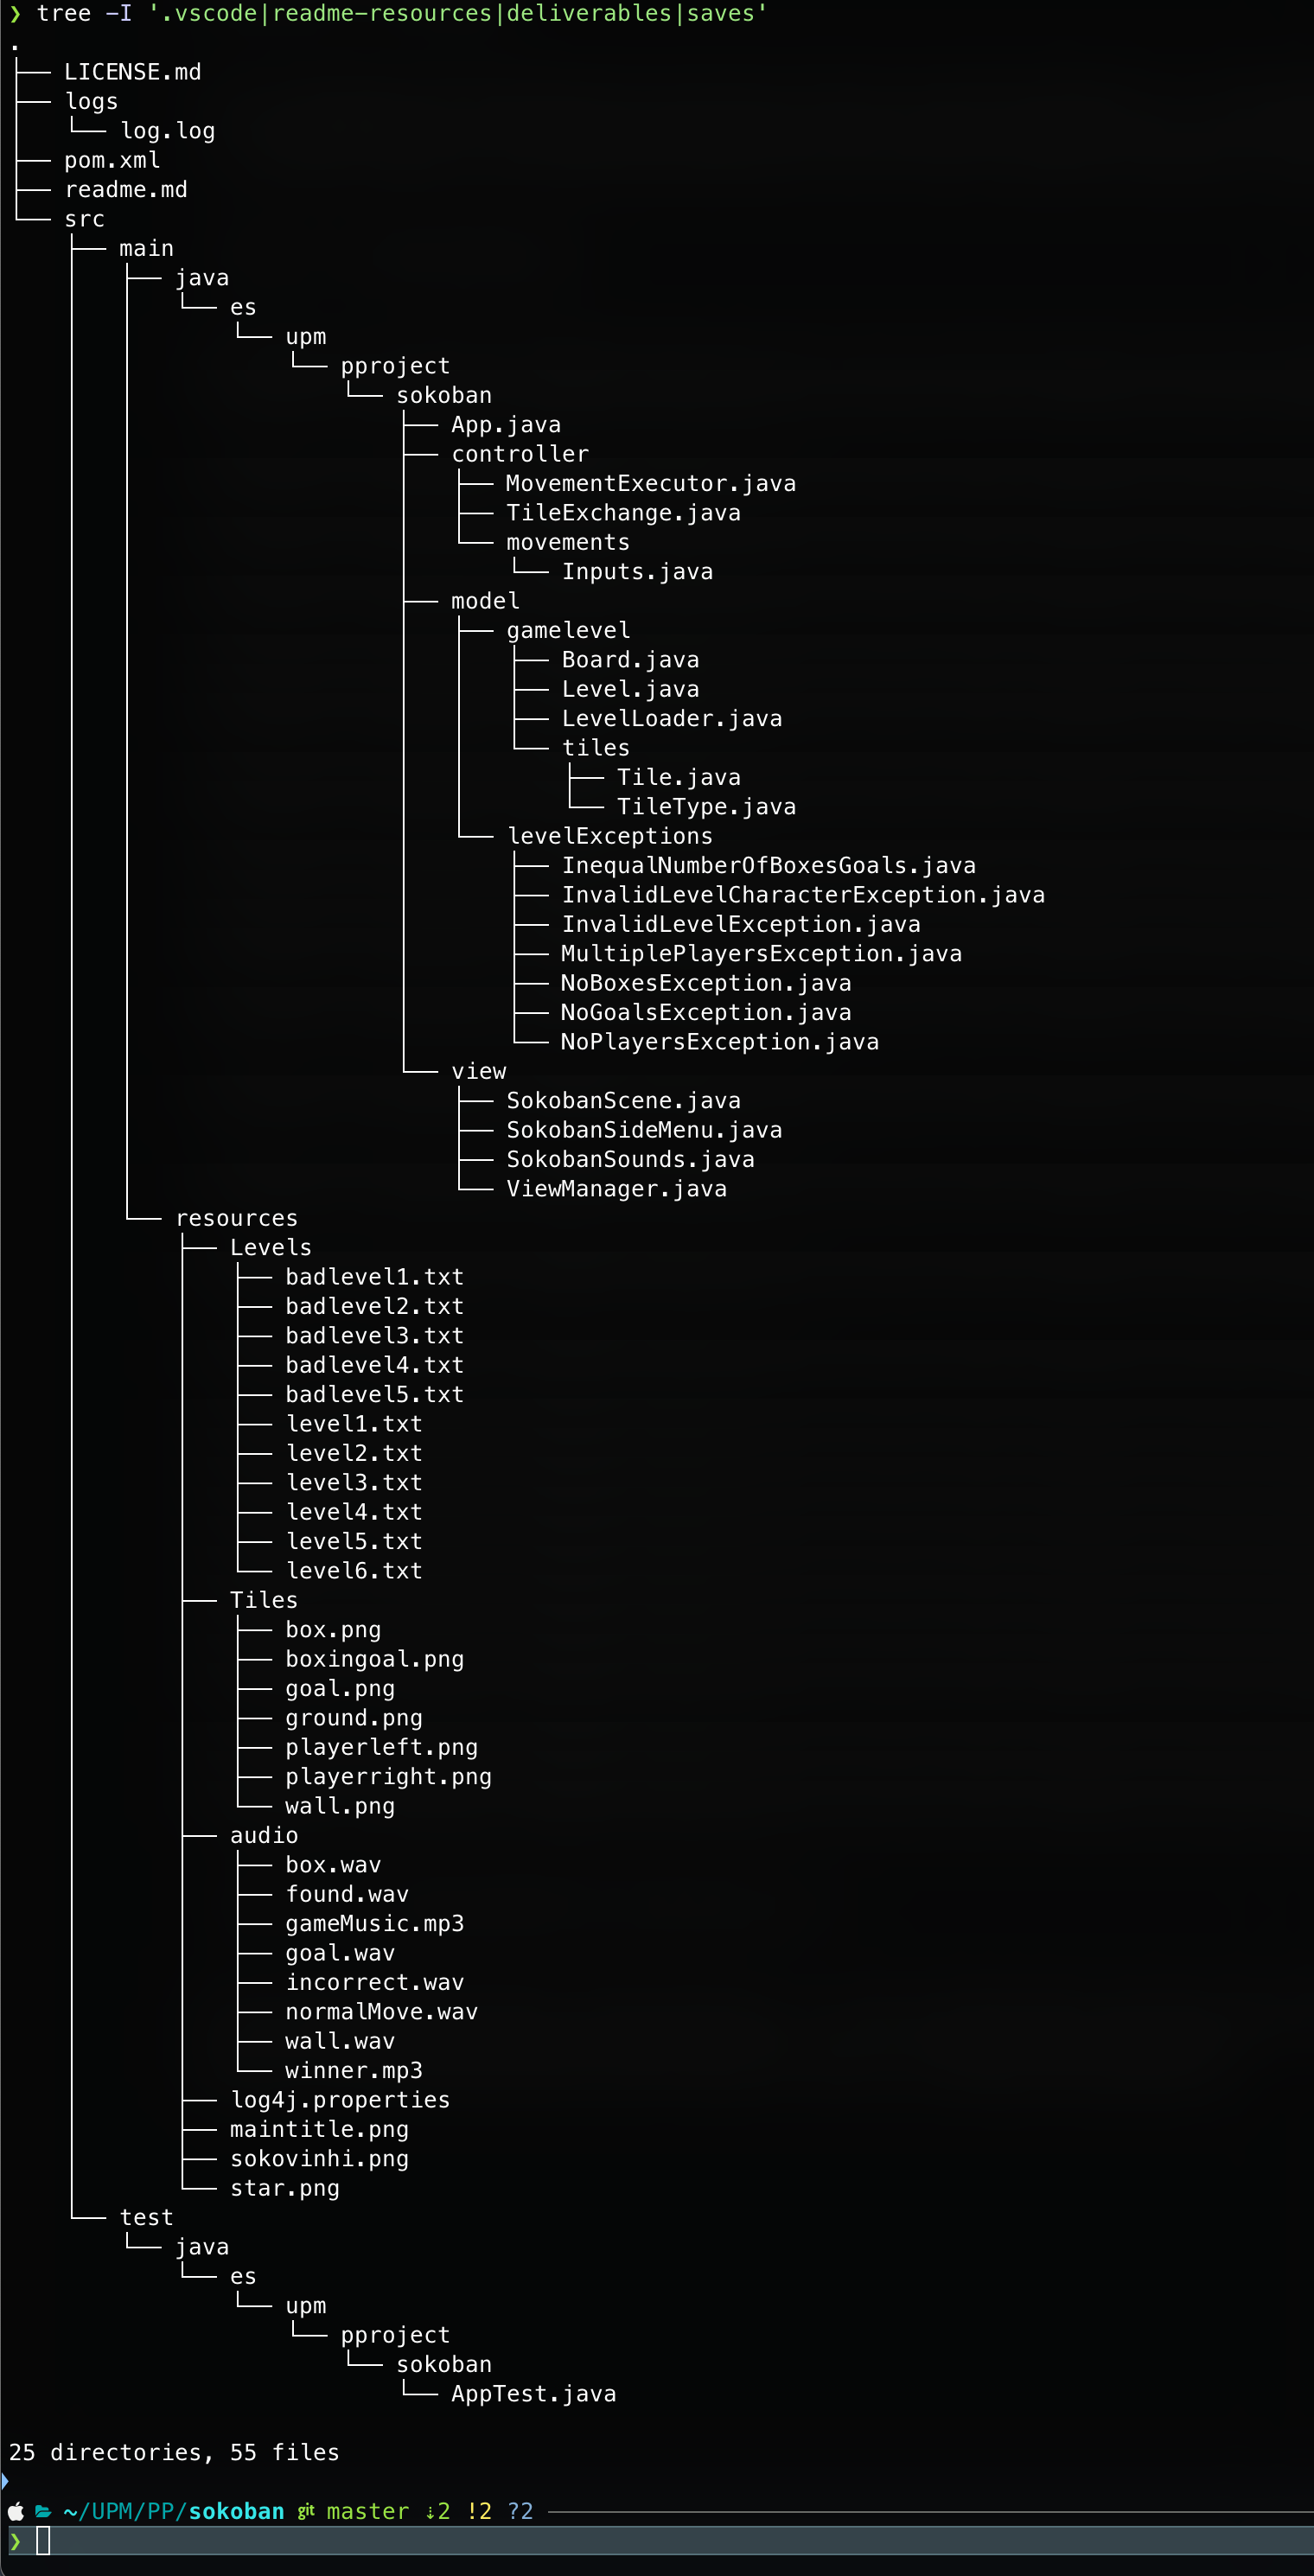 ❯ tree -I '.vscode|readme-resources|deliverables|saves'
.
├── LICENSE.md
├── logs
│   └── log.log
├── pom.xml
├── readme.md
└── src
    ├── main
    │   ├── java
    │   │   └── es
    │   │       └── upm
    │   │           └── pproject
    │   │               └── sokoban
    │   │                   ├── App.java
    │   │                   ├── controller
    │   │                   │   ├── MovementExecutor.java
    │   │                   │   ├── TileExchange.java
    │   │                   │   └── movements
    │   │                   │       └── Inputs.java
    │   │                   ├── model
    │   │                   │   ├── gamelevel
    │   │                   │   │   ├── Board.java
    │   │                   │   │   ├── Level.java
    │   │                   │   │   ├── LevelLoader.java
    │   │                   │   │   └── tiles
    │   │                   │   │       ├── Tile.java
    │   │                   │   │       └── TileType.java
    │   │                   │   └── levelExceptions
    │   │                   │       ├── InequalNumberOfBoxesGoals.java
    │   │                   │       ├── InvalidLevelCharacterException.java
    │   │                   │       ├── InvalidLevelException.java
    │   │                   │       ├── MultiplePlayersException.java
    │   │                   │       ├── NoBoxesException.java
    │   │                   │       ├── NoGoalsException.java
    │   │                   │       └── NoPlayersException.java
    │   │                   └── view
    │   │                       ├── SokobanScene.java
    │   │                       ├── SokobanSideMenu.java
    │   │                       ├── SokobanSounds.java
    │   │                       └── ViewManager.java
    │   └── resources
    │       ├── Levels
    │       │   ├── badlevel1.txt
    │       │   ├── badlevel2.txt
    │       │   ├── badlevel3.txt
    │       │   ├── badlevel4.txt
    │       │   ├── badlevel5.txt
    │       │   ├── level1.txt
    │       │   ├── level2.txt
    │       │   ├── level3.txt
    │       │   ├── level4.txt
    │       │   ├── level5.txt
    │       │   └── level6.txt
    │       ├── Tiles
    │       │   ├── box.png
    │       │   ├── boxingoal.png
    │       │   ├── goal.png
    │       │   ├── ground.png
    │       │   ├── playerleft.png
    │       │   ├── playerright.png
    │       │   └── wall.png
    │       ├── audio
    │       │   ├── box.wav
    │       │   ├── found.wav
    │       │   ├── gameMusic.mp3
    │       │   ├── goal.wav
    │       │   ├── incorrect.wav
    │       │   ├── normalMove.wav
    │       │   ├── wall.wav
    │       │   └── winner.mp3
    │       ├── log4j.properties
    │       ├── maintitle.png
    │       ├── sokovinhi.png
    │       └── star.png
    └── test
        └── java
            └── es
                └── upm
                    └── pproject
                        └── sokoban
                            └── AppTest.java

25 directories, 55 files
~/UPM/PP/sokoban git master ⇣2 !2 ?2
❯